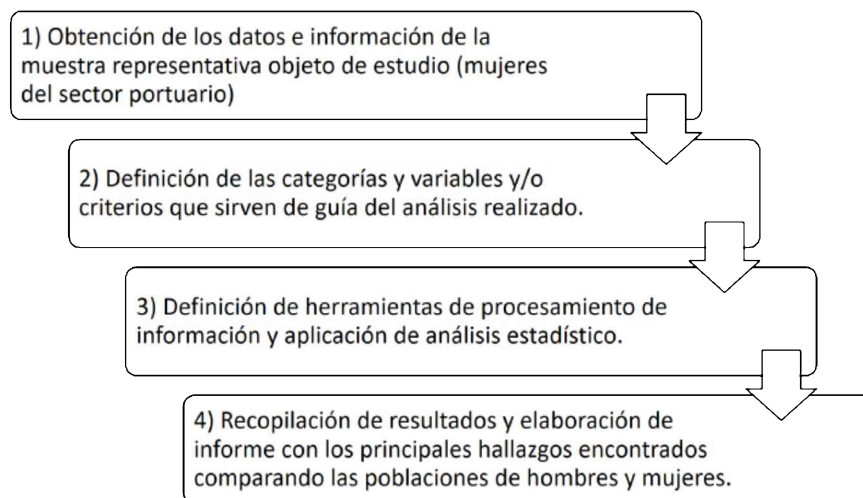 1) Obtención de los datos e información de la
muestra representativa objeto de estudio (mujeres
del sector portuario)
2) Definición de las categorías y variables y/o
criterios que sirven de guía del análisis realizado.
3) Definición de herramientas de procesamiento de
información y aplicación de análisis estadístico.
4) Recopilación de resultados y elaboración de
informe con los principales hallazgos encontrados
comparando las poblaciones de hombres y mujeres.